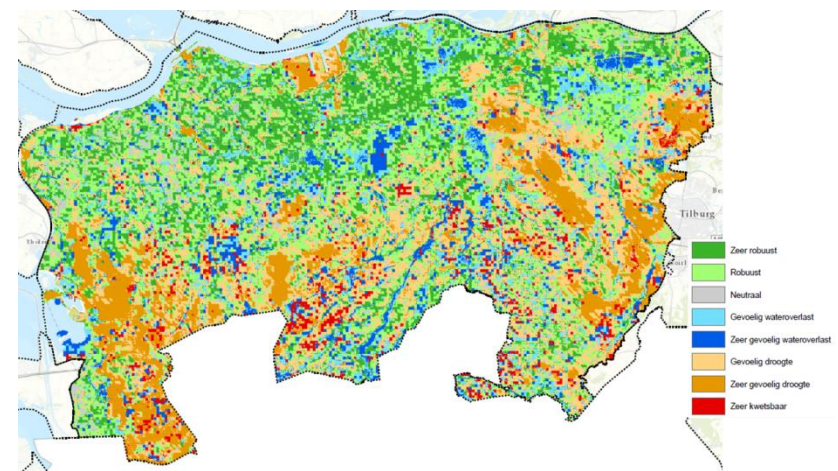 Tilburg
Zeer robuust
Robuust
Neutraal
Gevoelig wateroverlast
Zeer gevoelig wateroverlast
Gevoelig droogte
Zeer gevoelig droogte
Zeer kwetsbaar